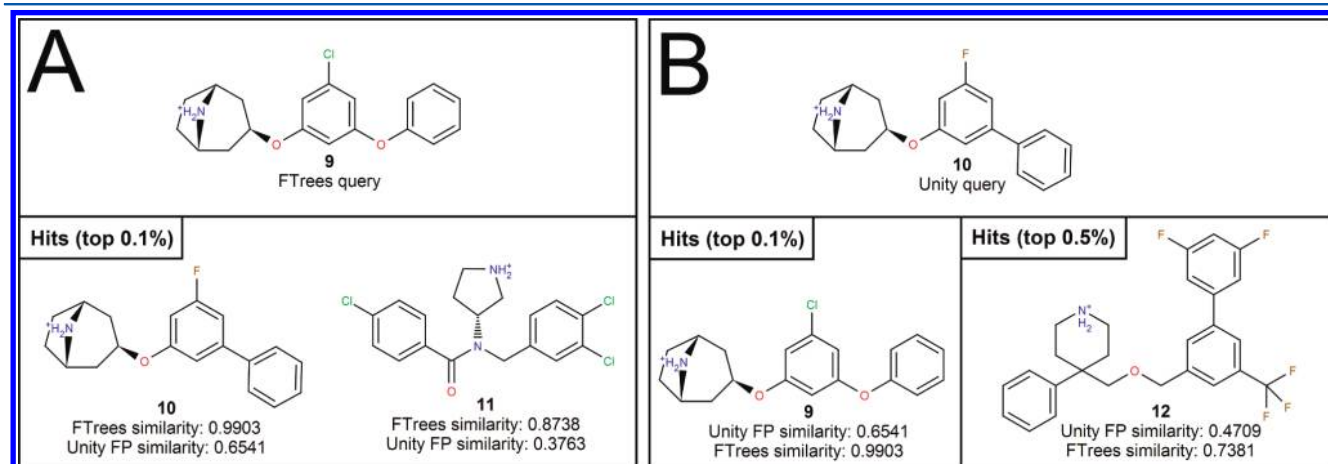 A
Cl
+H2N
O
O
9
FTrees query
Hits (top 0.1%)
F
+H2N
O
10
FTrees similarity: 0.9903
Unity FP similarity: 0.6541
NH2+
Cl
N
O
Cl
Cl
11
FTrees similarity: 0.8738
Unity FP similarity: 0.3763
B
F
+H2N
O
10
Unity query
Hits (top 0.1%)
Cl
+H2N
O
O
9
Unity FP similarity: 0.6541
FTrees similarity: 0.9903
Hits (top 0.5%)
F
F
N+
H2
O
F
F
F
12
Unity FP similarity: 0.4709
FTrees similarity: 0.7381